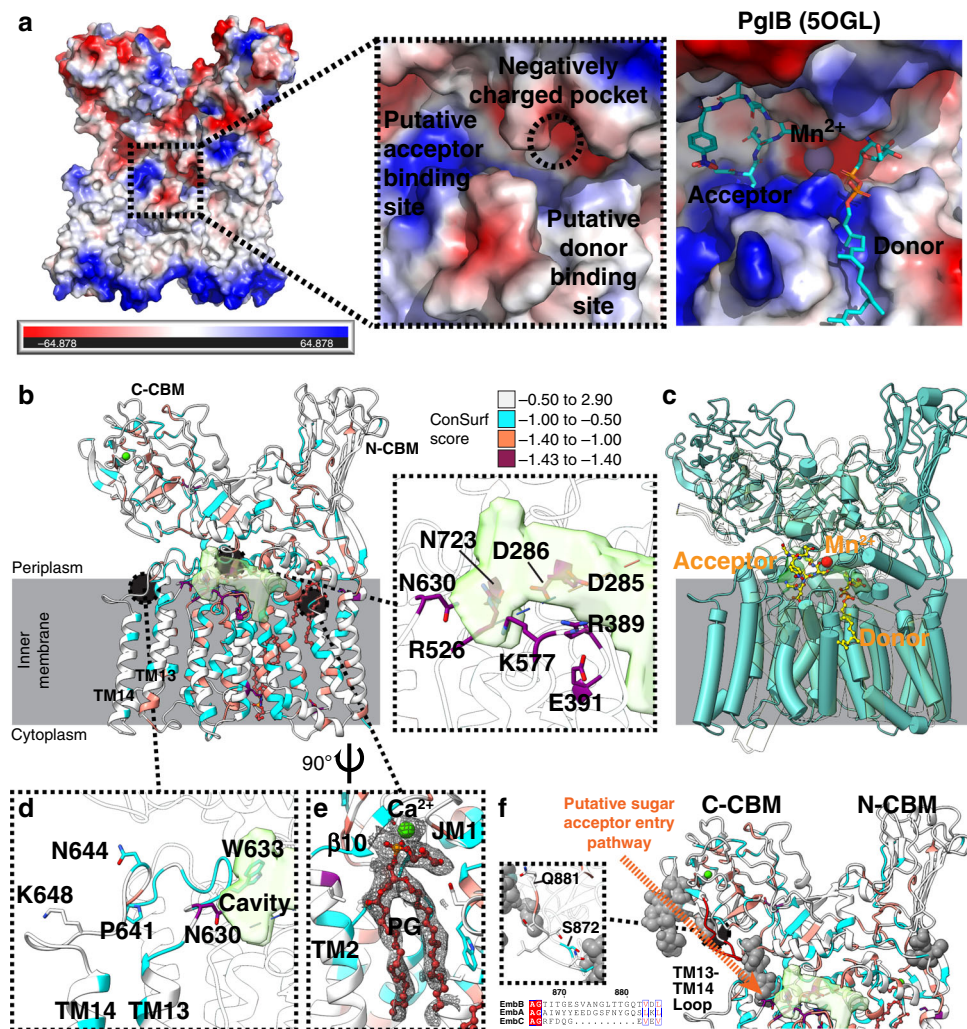 a
PglB (5OGL)
Negatively
charged pocket
Putative
acceptor
binding
site
Putative
donor
binding
site
Mn²⁺
Acceptor
Donor
−64.878
64.878
b
C-CBM
N-CBM
ConSurf
score
−0.50 to 2.90
−1.00 to −0.50
−1.40 to −1.00
−1.43 to −1.40
c
N723
D286
N630
D285
R389
R526
K577
E391
Periplasm
Inner
membrane
TM13
TM14
Cytoplasm
Acceptor
Mn²⁺
Donor
90°
d
N644
W633
K648
Cavity
P641
N630
TM14
TM13
e
Ca²⁺
β10
JM1
PG
TM2
f
Putative sugar
acceptor entry
pathway
C-CBM
N-CBM
Q881
S872
TM13-
TM14
Loop
870
880
EmbB AGTITGESVANGLTTGQTVDL
EmbA AIWYYEDGSFNYGQSLKL
EmbC AGRFDQG..........EVEV